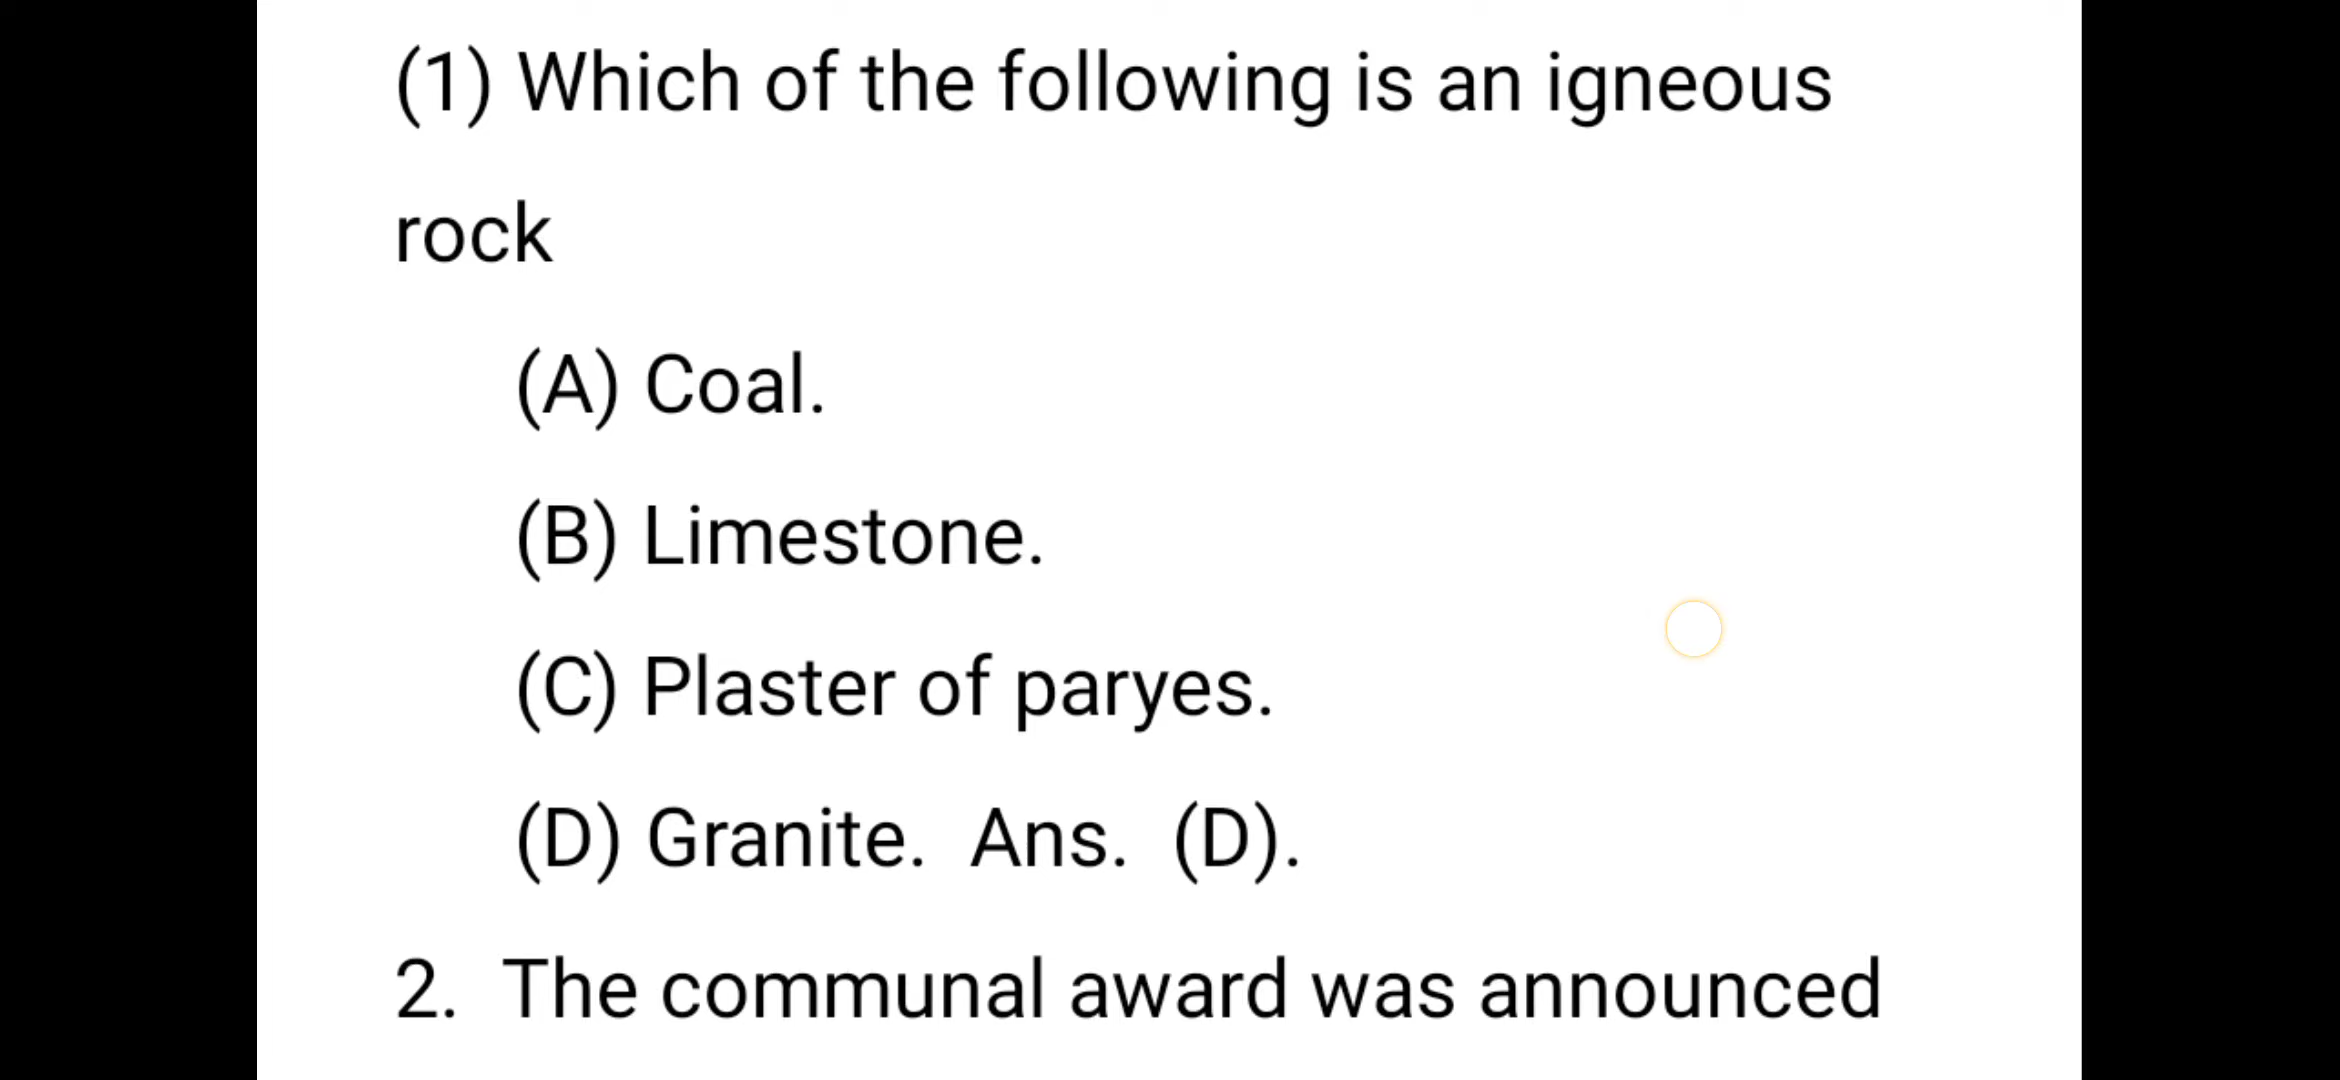 (1) Which of the following is an igneous
rock
(A) Coal.
(B) Limestone.
(C) Plaster of paryes.
(D) Granite. Ans. (D).
2. The communal award was announced